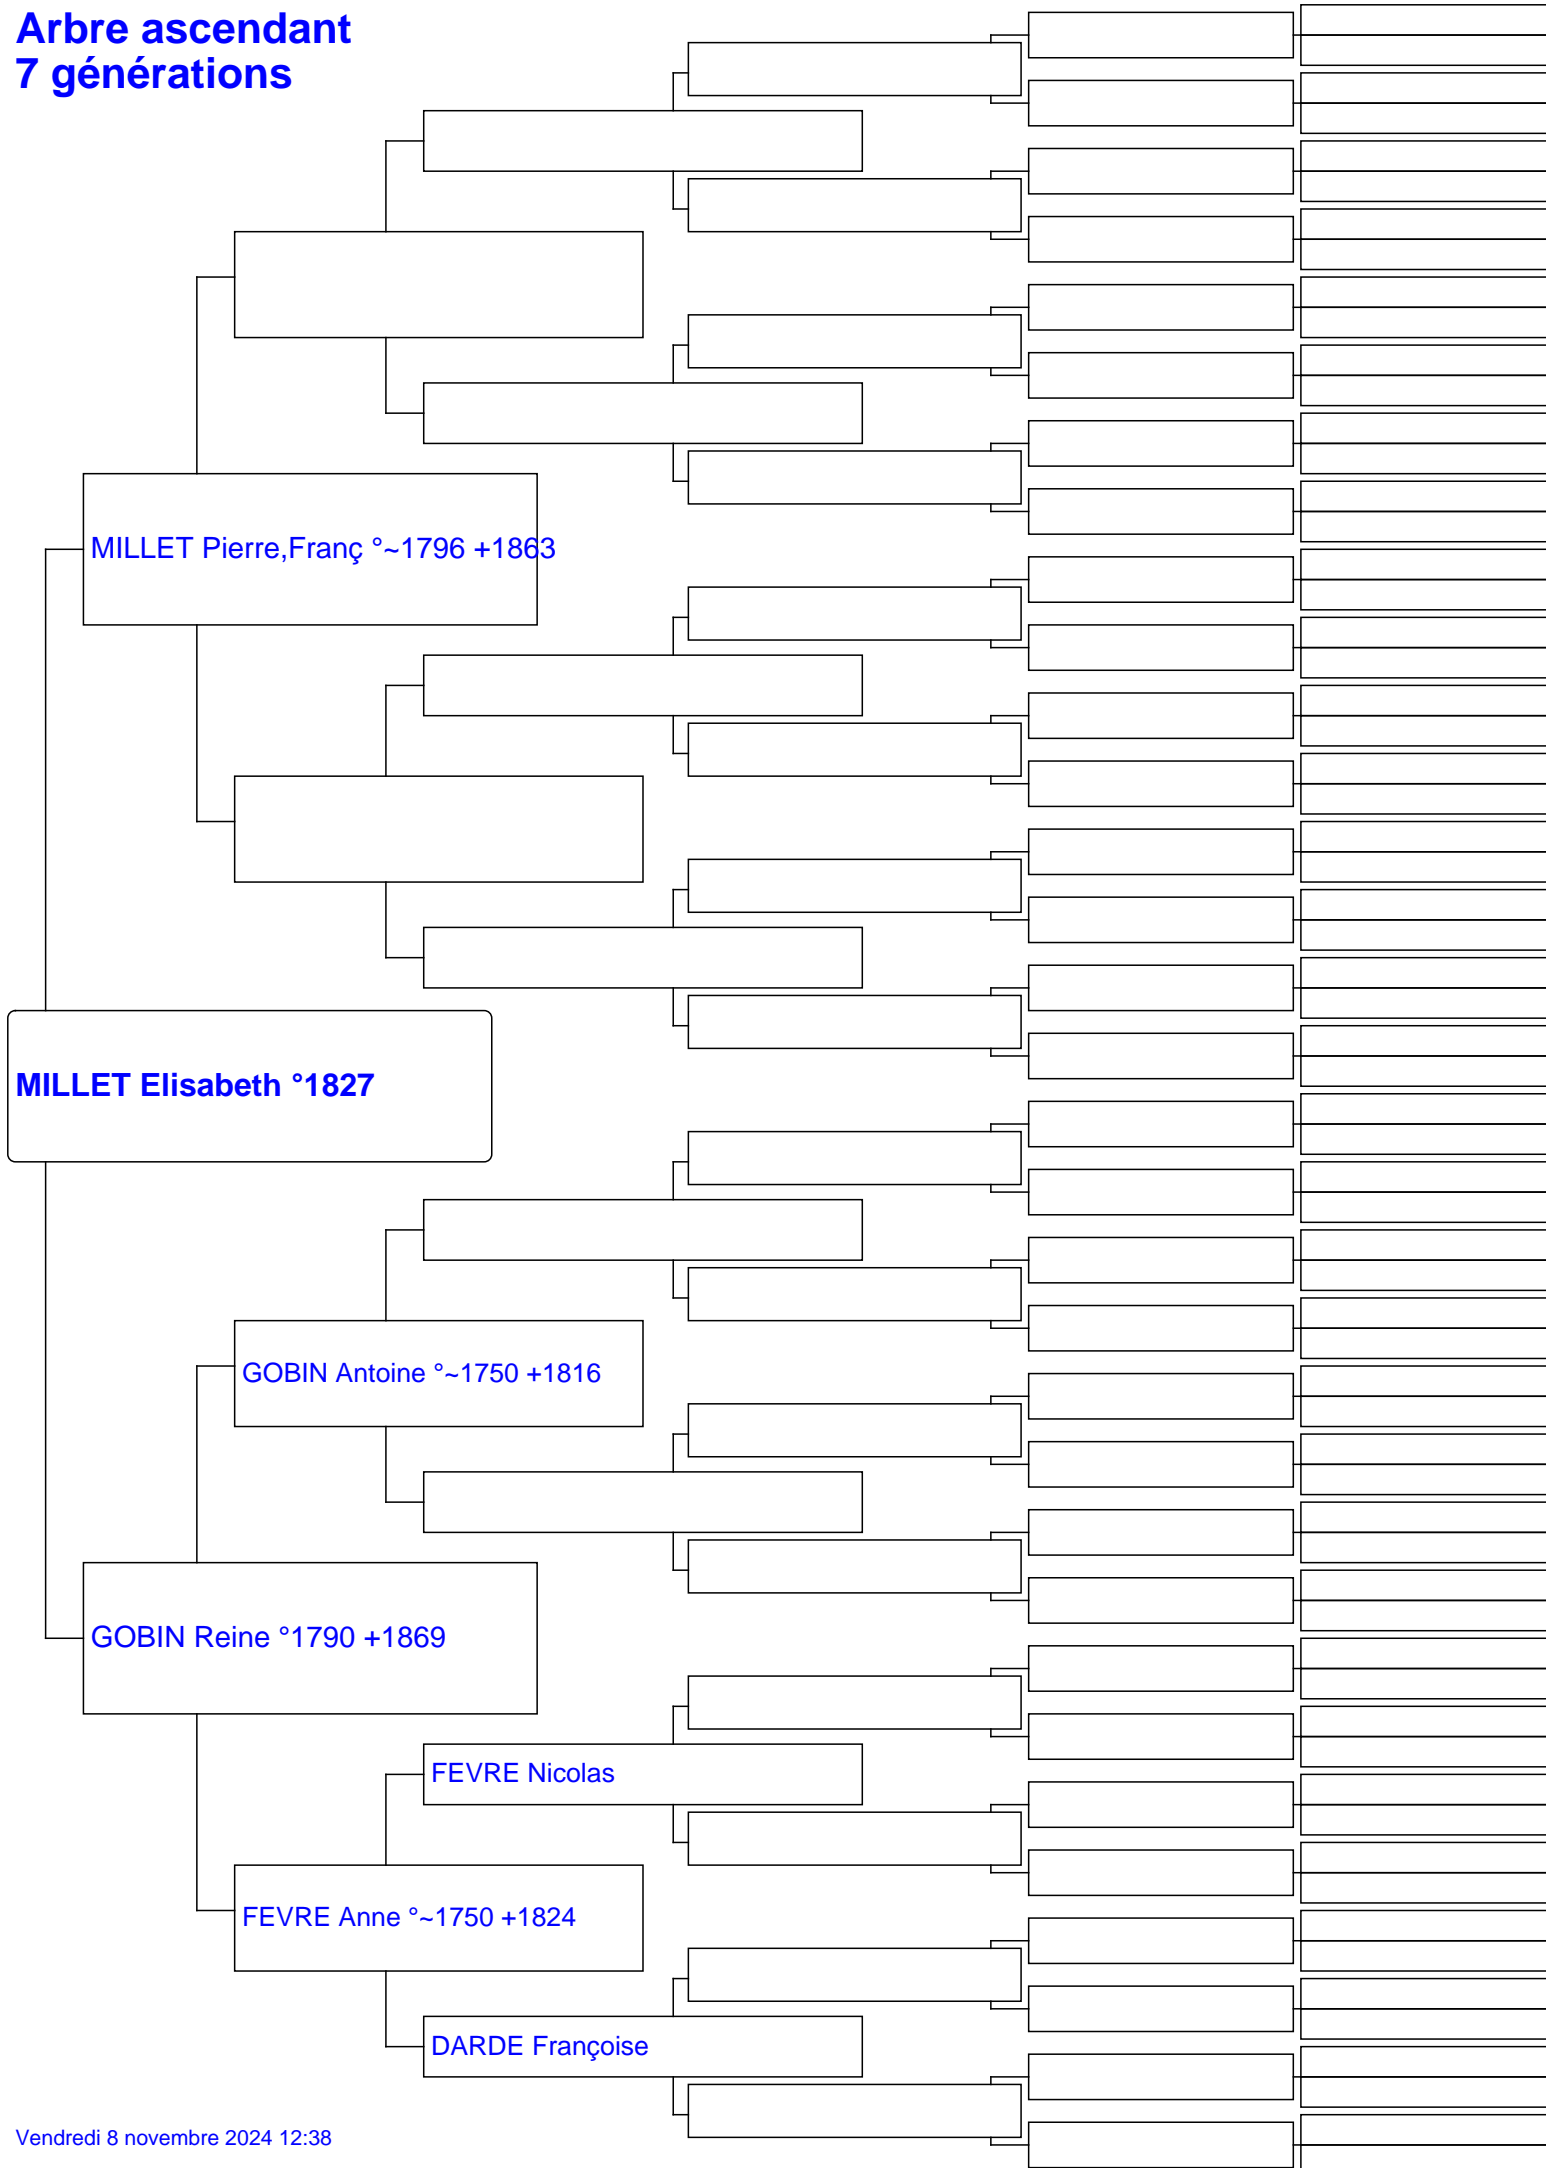 Arbre ascendant
7 générations
MILLET Pierre,Franç °~1796 +1863
MILLET Elisabeth °1827
GOBIN Antoine °~1750 +1816
GOBIN Reine °1790 +1869
FEVRE Nicolas
FEVRE Anne °~1750 +1824
DARDE Françoise
Vendredi 8 novembre 2024 12:38